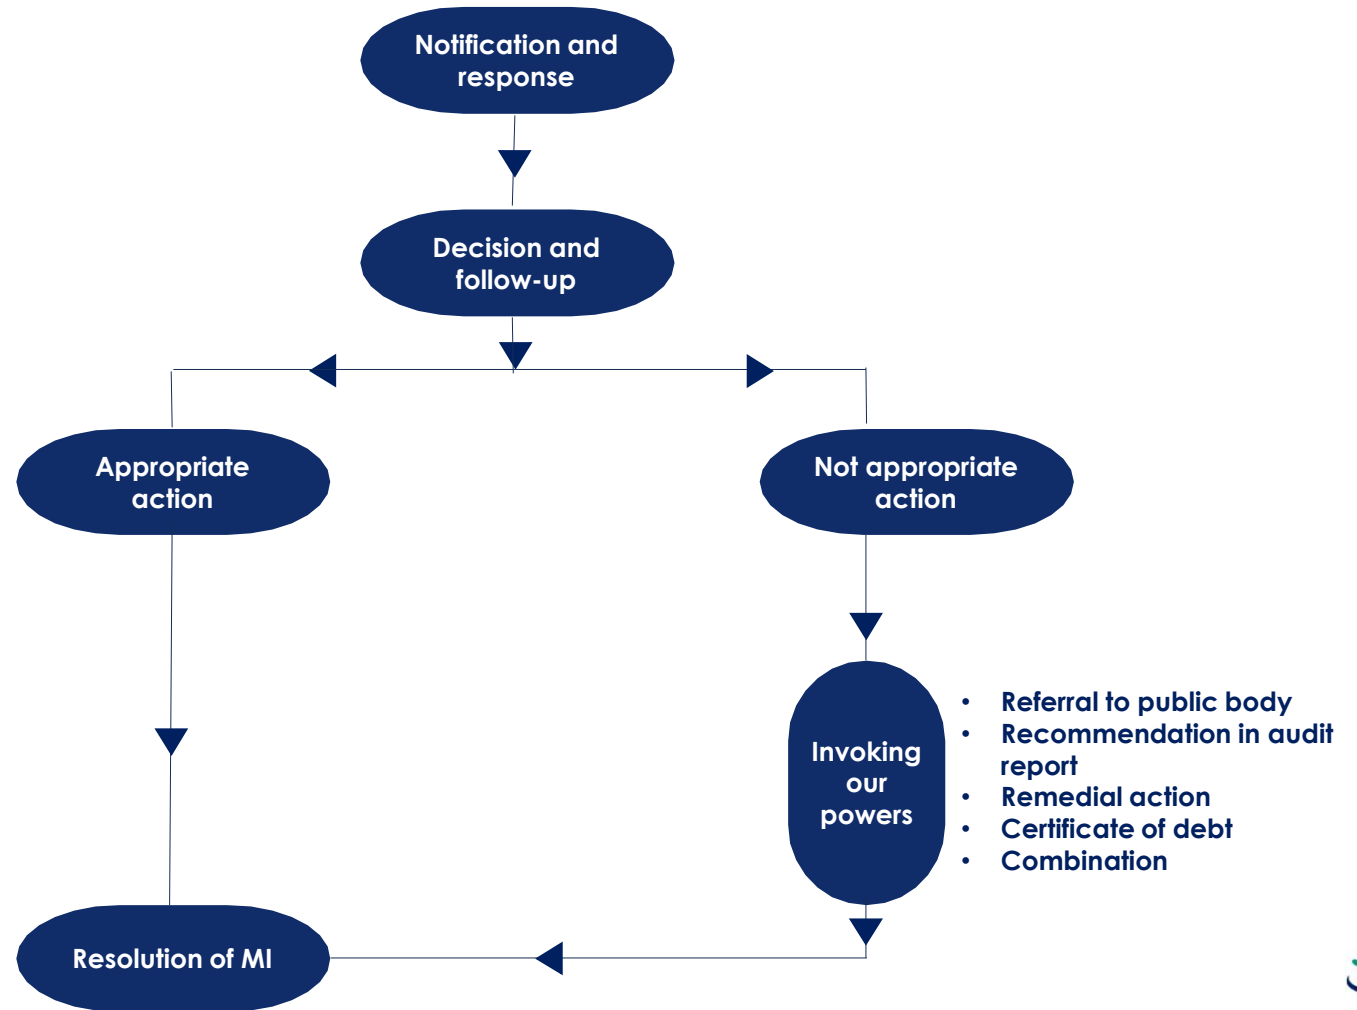 Notification and
response
Decision and
follow-up
Appropriate
action
Not appropriate
action
Invoking
our
powers
• Referral to public body
• Recommendation in audit
report
• Remedial action
• Certificate of debt
• Combination
Resolution of MI